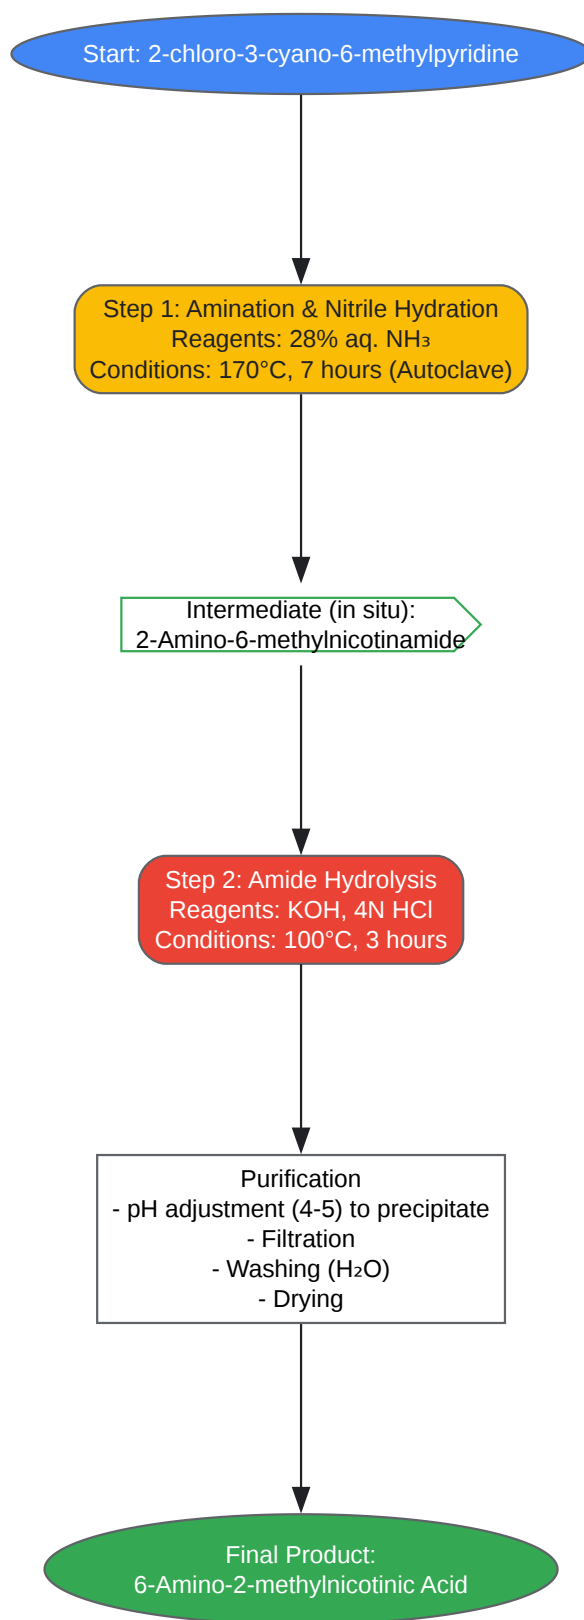 Start: 2-chloro-3-cyano-6-methylpyridine
Step 1: Amination & Nitrile Hydration
Reagents: 28% aq. NH₃
Conditions: 170°C, 7 hours (Autoclave)
Intermediate (in situ):
2-Amino-6-methylnicotinamide
Step 2: Amide Hydrolysis
Reagents: KOH, 4N HCl
Conditions: 100°C, 3 hours
Purification
- pH adjustment (4-5) to precipitate
- Filtration
- Washing (H₂O)
- Drying
Final Product:
6-Amino-2-methylnicotinic Acid